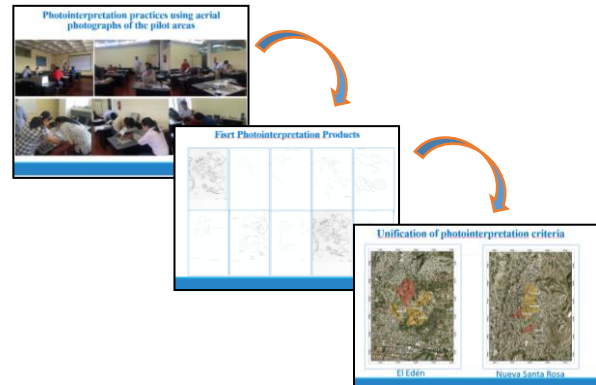 Photointerpretation practices using aerial
photographs of the pilot areas
Fisrt Photointerpretation Products
Unification of photointerpretation criteria
El Edén
Nueva Santa Rosa